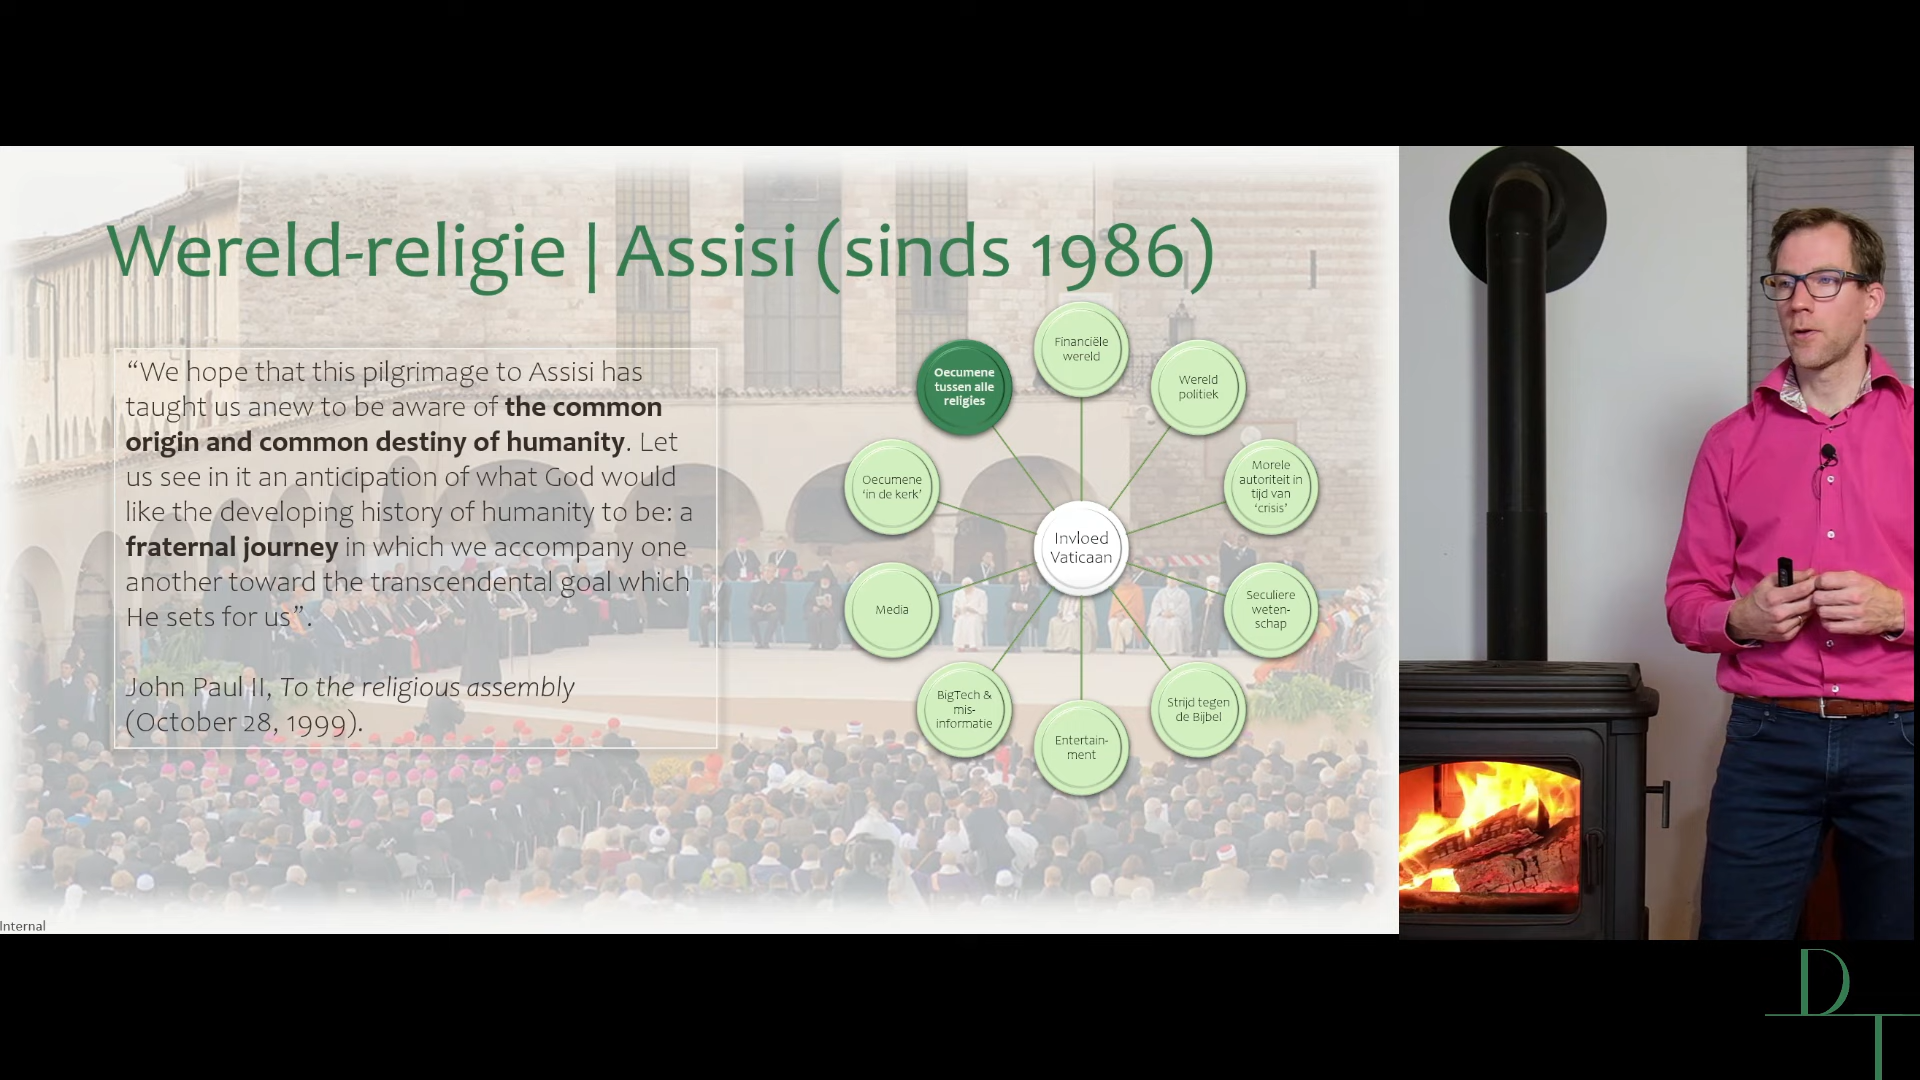 Wereld-religie | Assisi (sinds 1986)
“We hope that this pilgrimage to Assisi has
taught us anew to be aware of the common
origin and common destiny of humanity. Let
us see in it an anticipation of what God would
like the developing history of humanity to be: a
fraternal journey in which we accompany one
another toward the transcendental goal which
He sets for us”.
John Paul II, To the religious assembly
(October 28, 1999).
Financiële
wereld
Wereld
politiek
Morele
autoriteit in
tijd van
‘crisis’
Seculiere
weten-
schap
Strijd tegen
de Bijbel
Entertain-
ment
BigTech &
mis-
informatie
Media
Oecumene
‘in de kerk’
Oecumene
tussen alle
religies
Invloed
Vaticaan
Internal
DT